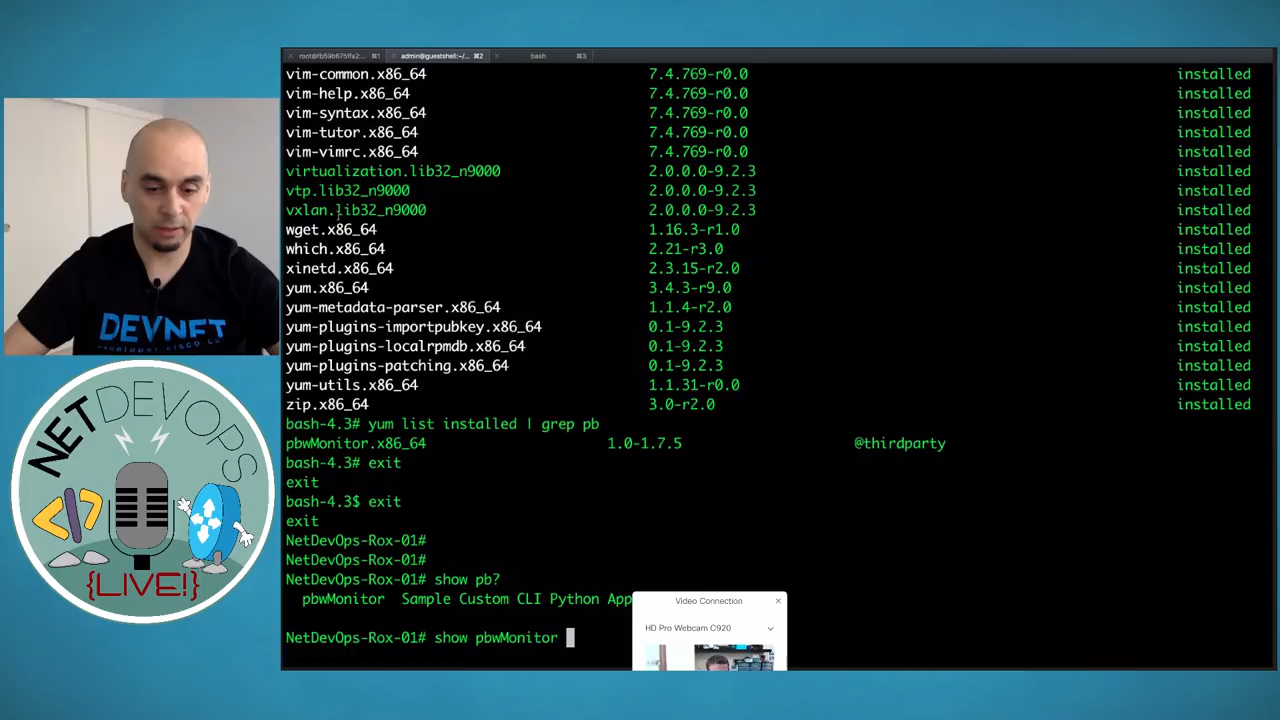 root@fb59b675ffa2:... ⌘1 admin@guestshell:~/... ⌘2 bash ⌘3
vim-common.x86_64 7.4.769-r0.0 installed
vim-help.x86_64 7.4.769-r0.0 installed
vim-syntax.x86_64 7.4.769-r0.0 installed
vim-tutor.x86_64 7.4.769-r0.0 installed
vim-vimrc.x86_64 7.4.769-r0.0 installed
virtualization.lib32_n9000 2.0.0.0-9.2.3 installed
vtp.lib32_n9000 2.0.0.0-9.2.3 installed
vxlan.lib32_n9000 2.0.0.0-9.2.3 installed
wget.x86_64 1.16.3-r1.0 installed
which.x86_64 2.21-r3.0 installed
xinetd.x86_64 2.3.15-r2.0 installed
yum.x86_64 3.4.3-r9.0 installed
yum-metadata-parser.x86_64 1.1.4-r2.0 installed
yum-plugins-importpubkey.x86_64 0.1-9.2.3 installed
yum-plugins-localrpmdb.x86_64 0.1-9.2.3 installed
yum-plugins-patching.x86_64 0.1-9.2.3 installed
yum-utils.x86_64 1.1.31-r0.0 installed
zip.x86_64 3.0-r2.0 installed
bash-4.3# yum list installed | grep pb
pbwMonitor.x86_64 1.0-1.7.5 @thirdparty
bash-4.3# exit
exit
bash-4.3$ exit
exit
NetDevOps-Rox-01#
NetDevOps-Rox-01#
NetDevOps-Rox-01# show pb?
pbwMonitor Sample Custom CLI Python App
NetDevOps-Rox-01# show pbwMonitor
Video Connection
HD Pro Webcam C920
DEVNET
developer.cisco.com
NETDEVOPS
</>
{LIVE!}